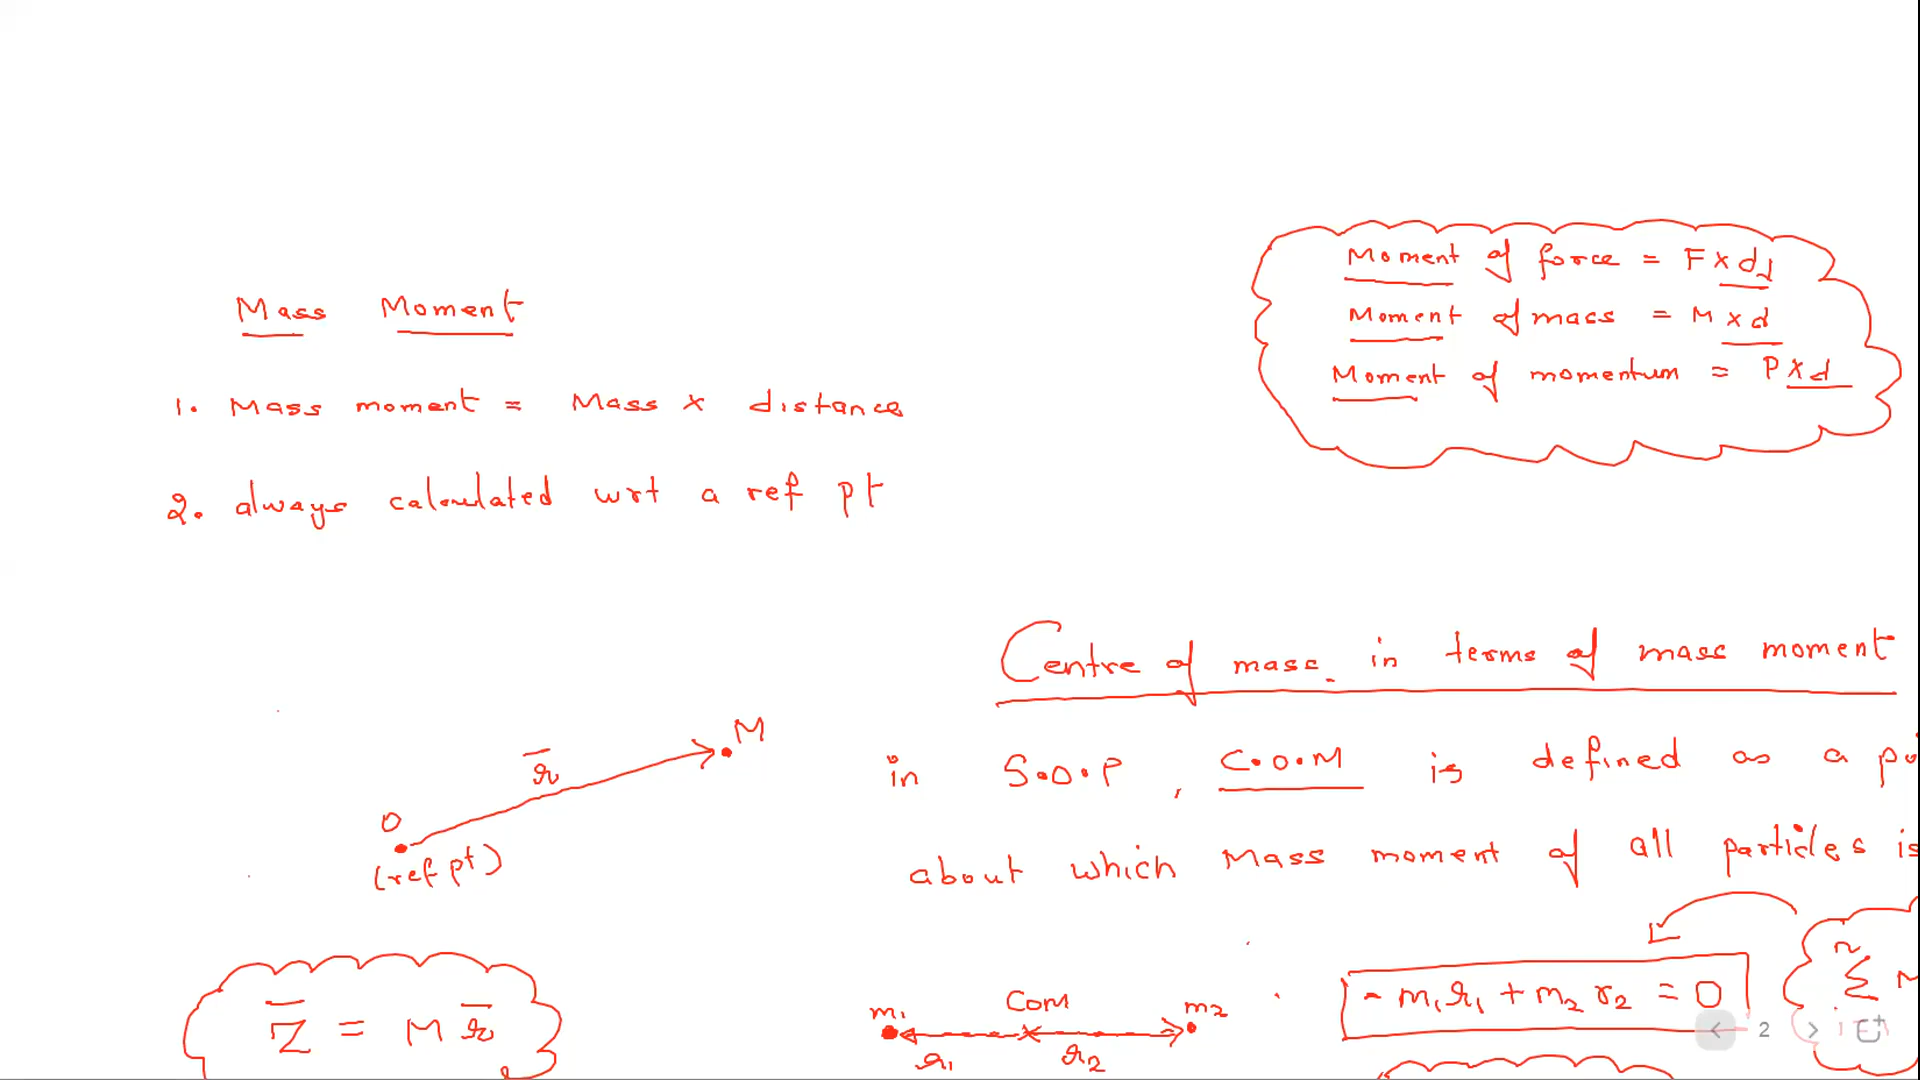 Mass Moment
1. Mass moment = Mass x distance
2. always calculated wrt a ref pt
Moment of force = F x d
Moment of mass = M x d
Moment of momentum = P x d
Centre of mass in terms of mass moment
in S.O.P, C.O.M is defined as a po
about which Mass moment of all particles is
r̅
M
O
(ref pt)
Z̅ = M r̅
m₁ COM m₂
r₁ r₂
- m₁r₁ + m₂r₂ = 0
n
Σ
2